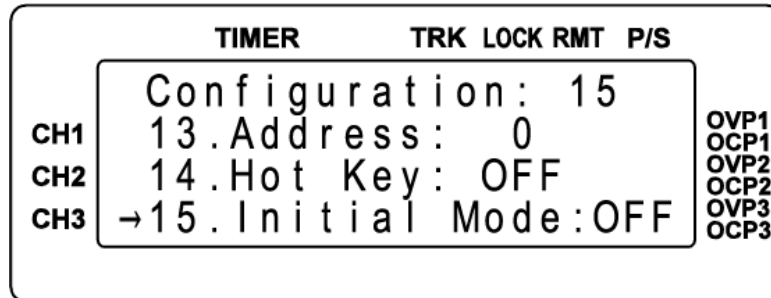 TIMER TRK LOCK RMT P/S
Configuration: 15
CH1 13.Address: 0 OVP1
OCP1
CH2 14.Hot Key: OFF OVP2
OCP2
CH3 →15.Initial Mode:OFF OVP3
OCP3